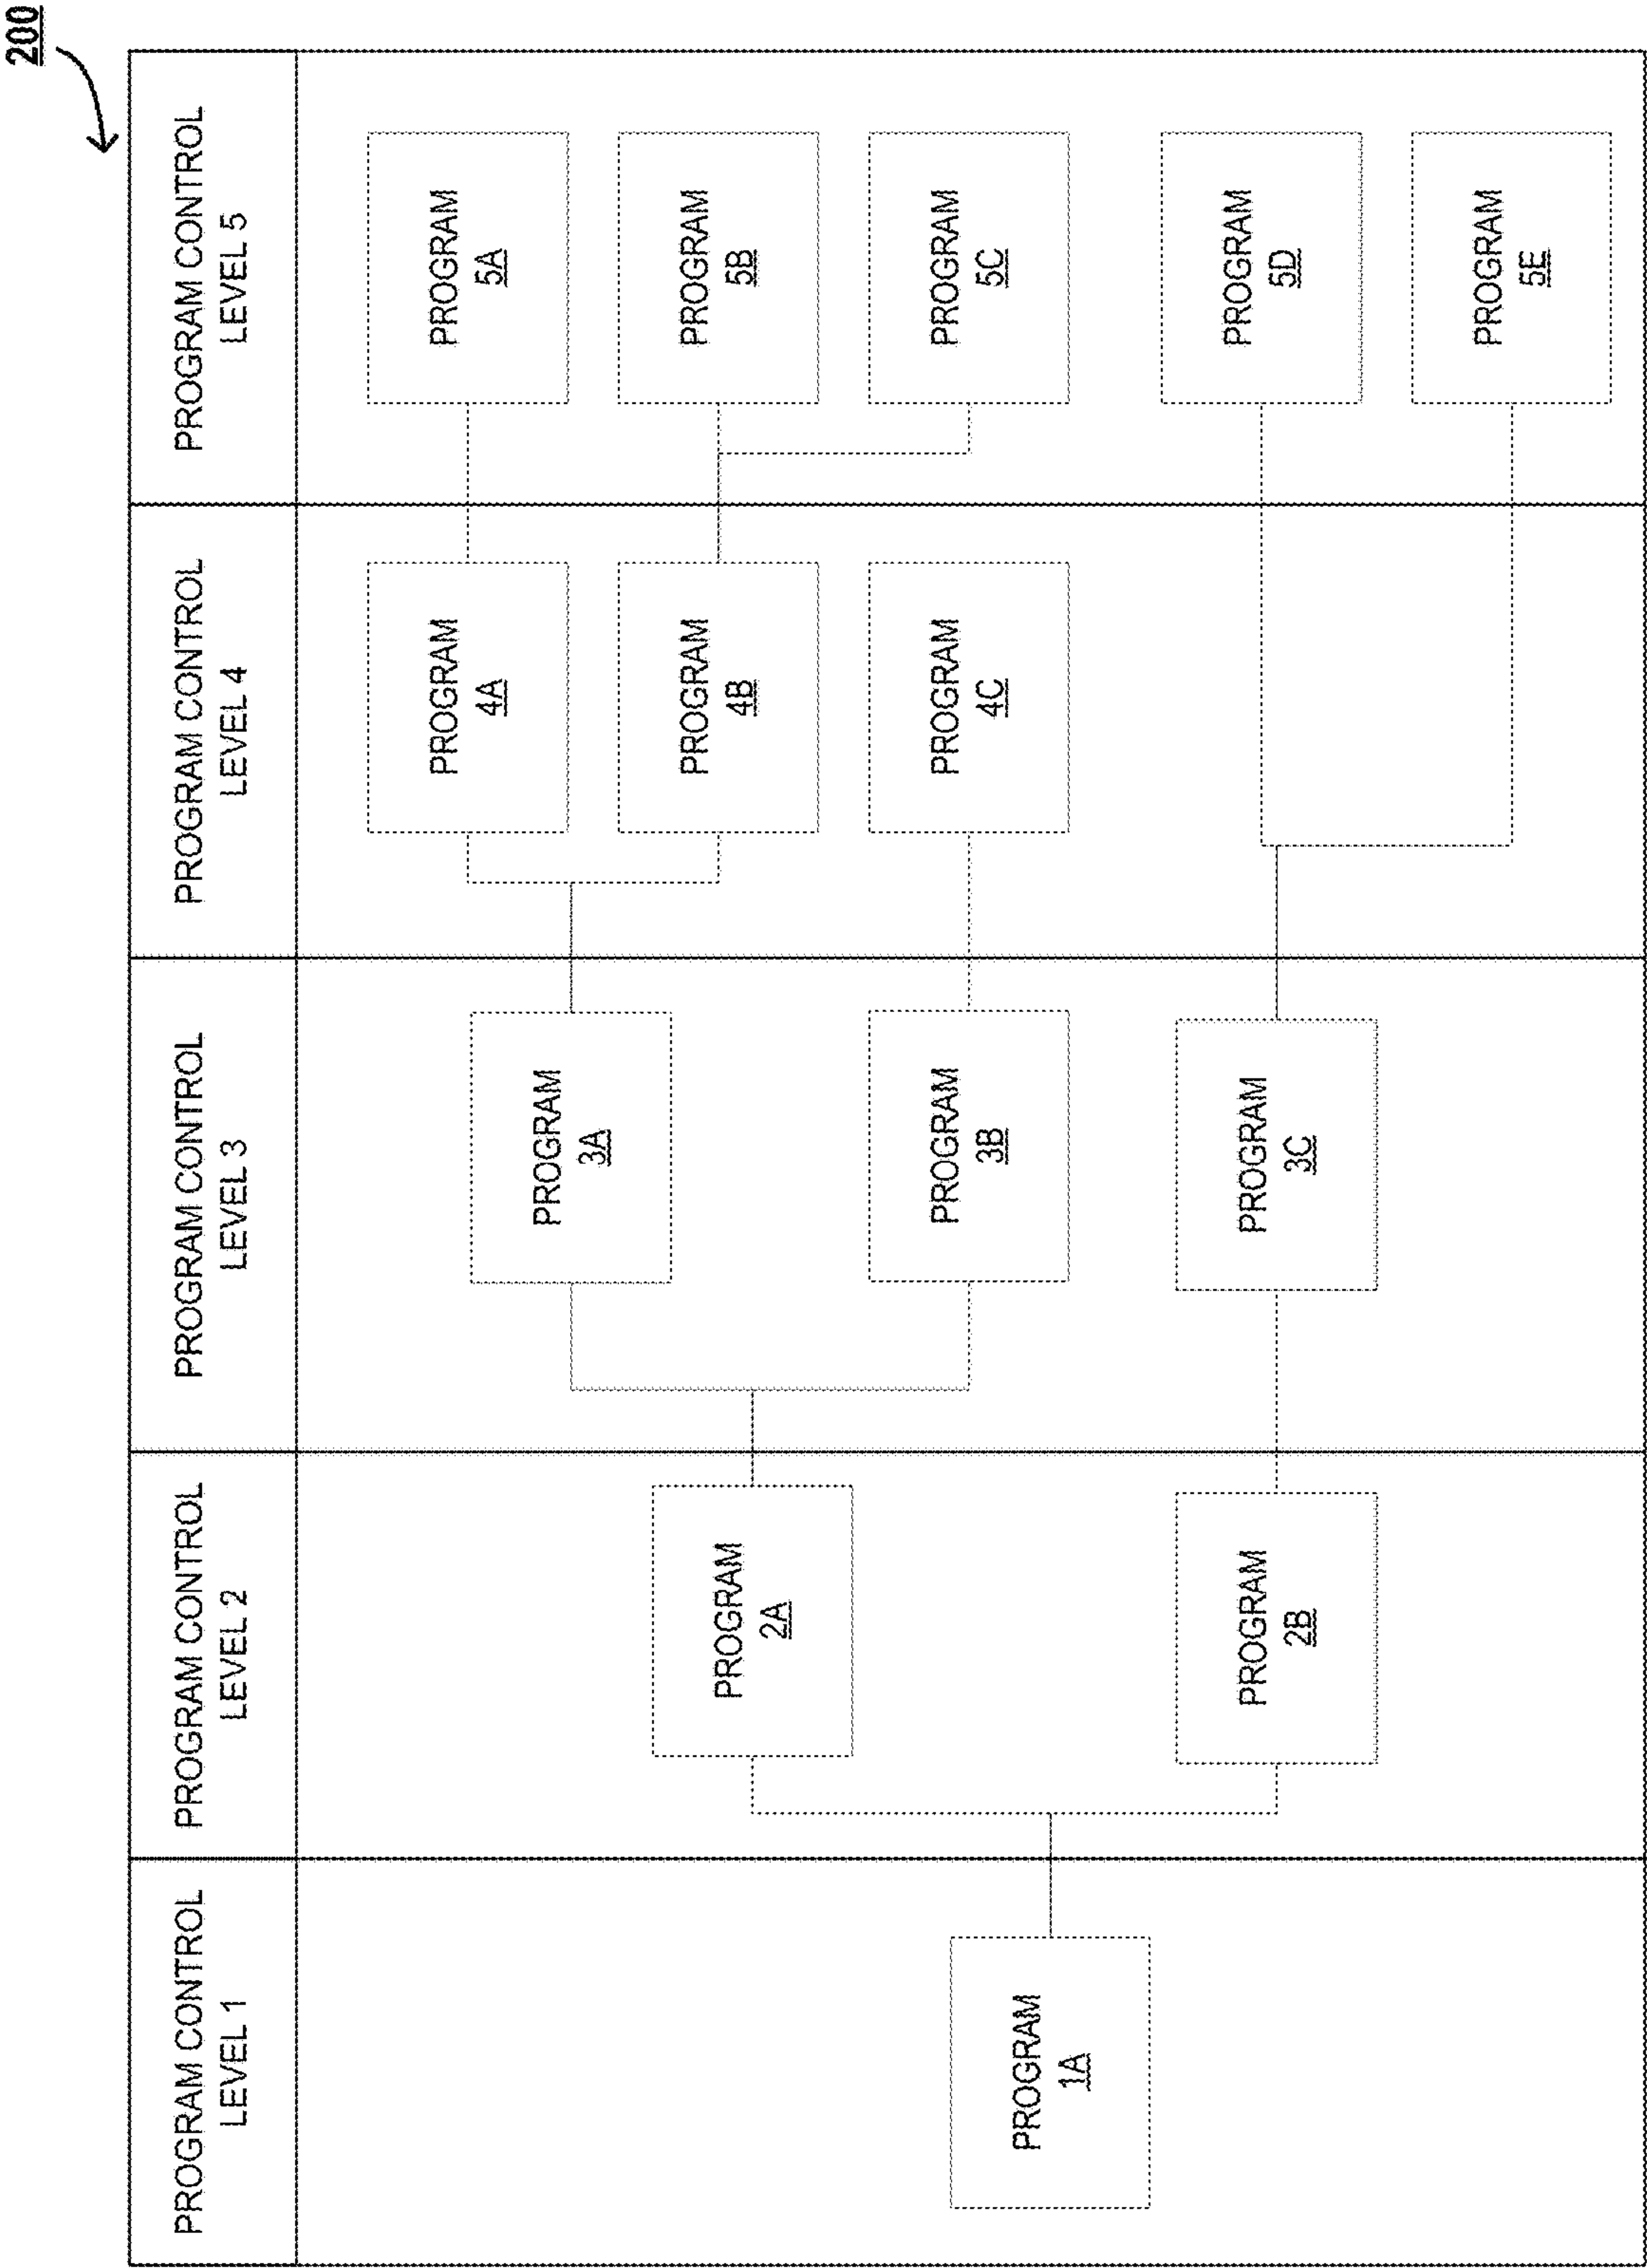 200
PROGRAM CONTROL
LEVEL 1
PROGRAM CONTROL
LEVEL 2
PROGRAM CONTROL
LEVEL 3
PROGRAM CONTROL
LEVEL 4
PROGRAM CONTROL
LEVEL 5
PROGRAM
4A
PROGRAM
5A
PROGRAM
3A
PROGRAM
4B
PROGRAM
5B
PROGRAM
2A
PROGRAM
3B
PROGRAM
4C
PROGRAM
5C
PROGRAM
1A
PROGRAM
2B
PROGRAM
3C
PROGRAM
5D
PROGRAM
5E